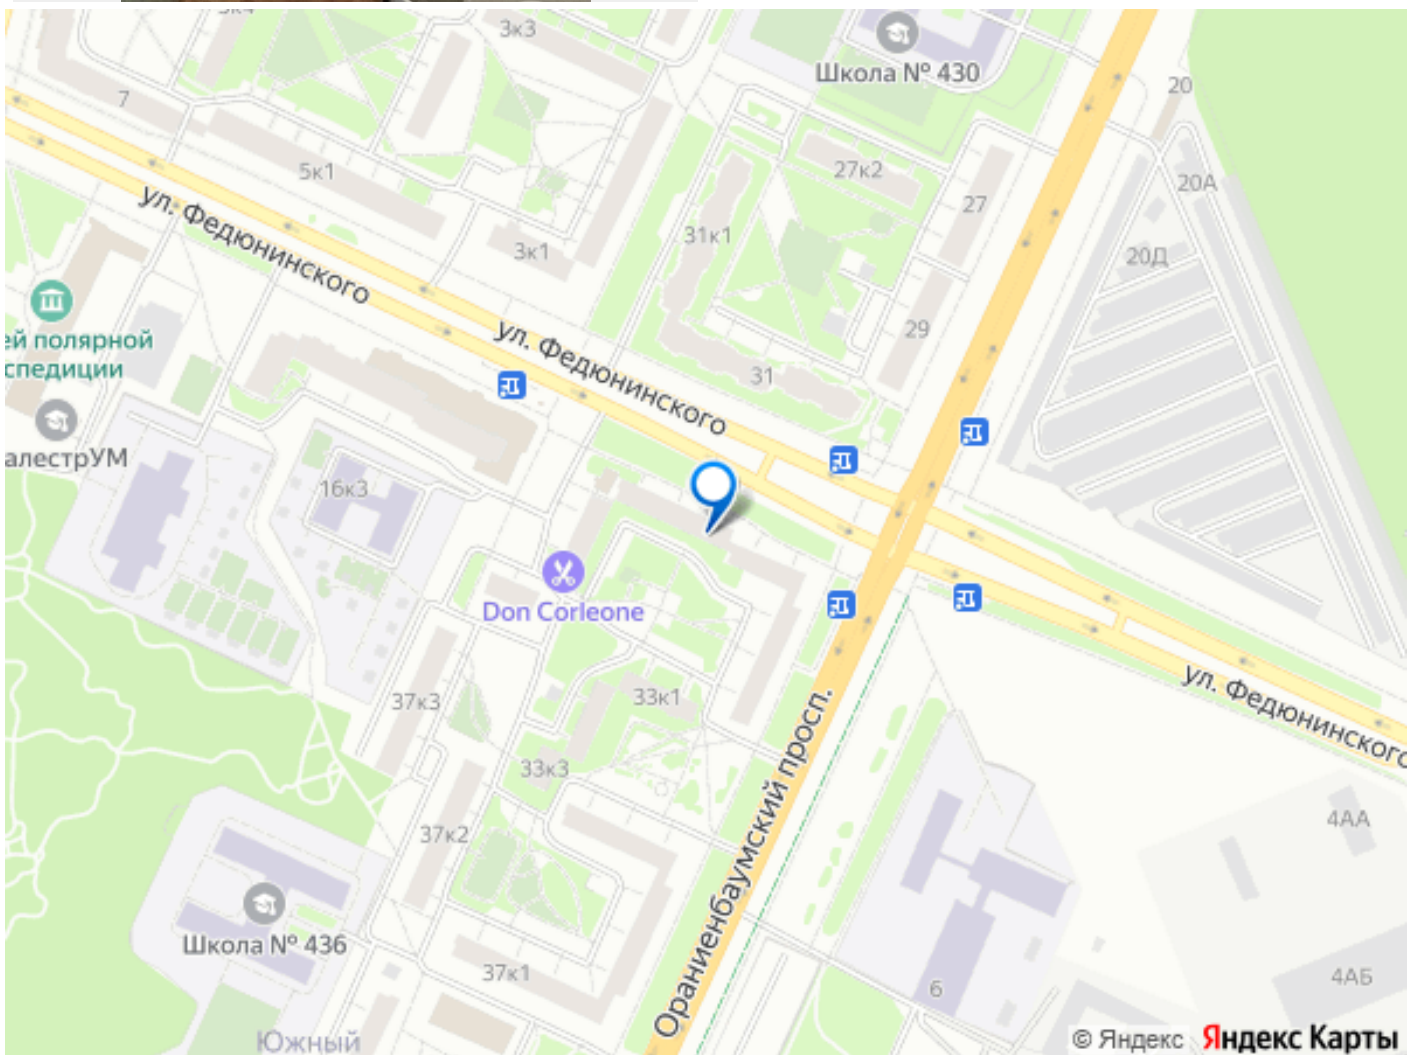 3к4
3к3
Школа № 430
20
7
5к1
27к2
20А
27
ул. Федюнинского
31к1
3к1
20Д
ей полярной
спедиции
ул. Федюнинского
29
31
алеструм
16к3
Don Corleone
ул. Федюнинского
37к3
33к1
33к3
Ораниенбаумский просп.
37к2
4АА
Школа № 436
37к1
6
4АБ
Южный
© Яндекс Яндекс Карты